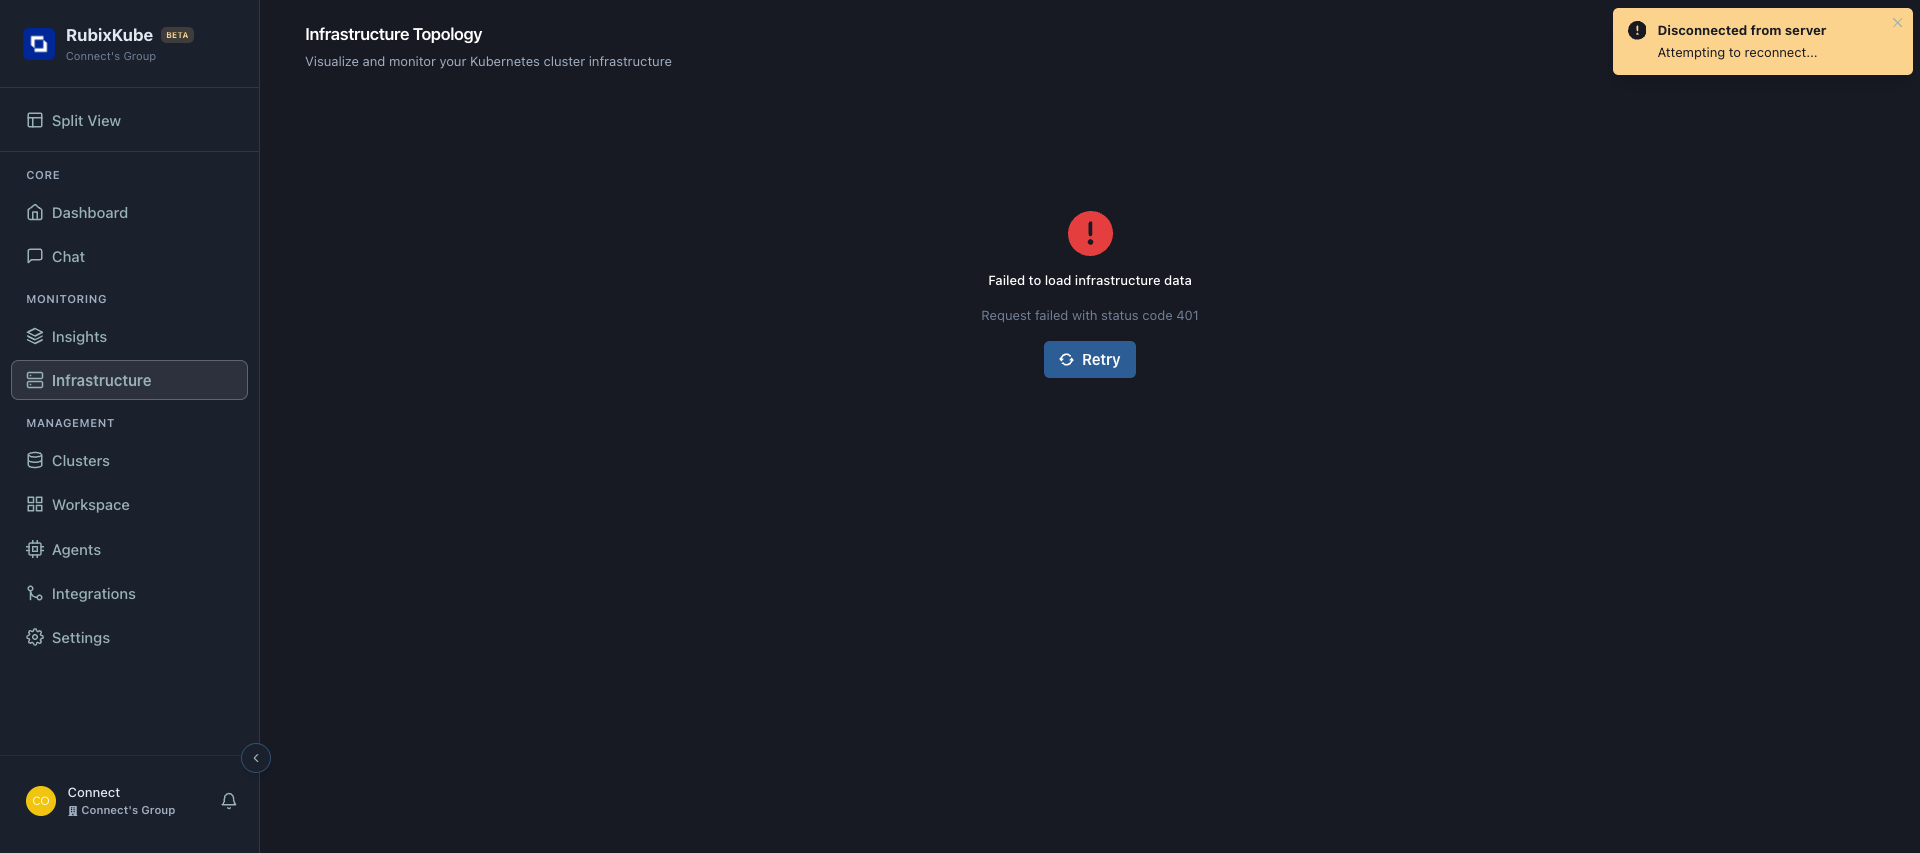 RubixKube BETA
Connect's Group
Split View
CORE
Dashboard
Chat
MONITORING
Insights
Infrastructure
MANAGEMENT
Clusters
Workspace
Agents
Integrations
Settings
CO
Connect
Connect's Group
Infrastructure Topology
Visualize and monitor your Kubernetes cluster infrastructure
Failed to load infrastructure data
Request failed with status code 401
Retry
Disconnected from server
Attempting to reconnect...